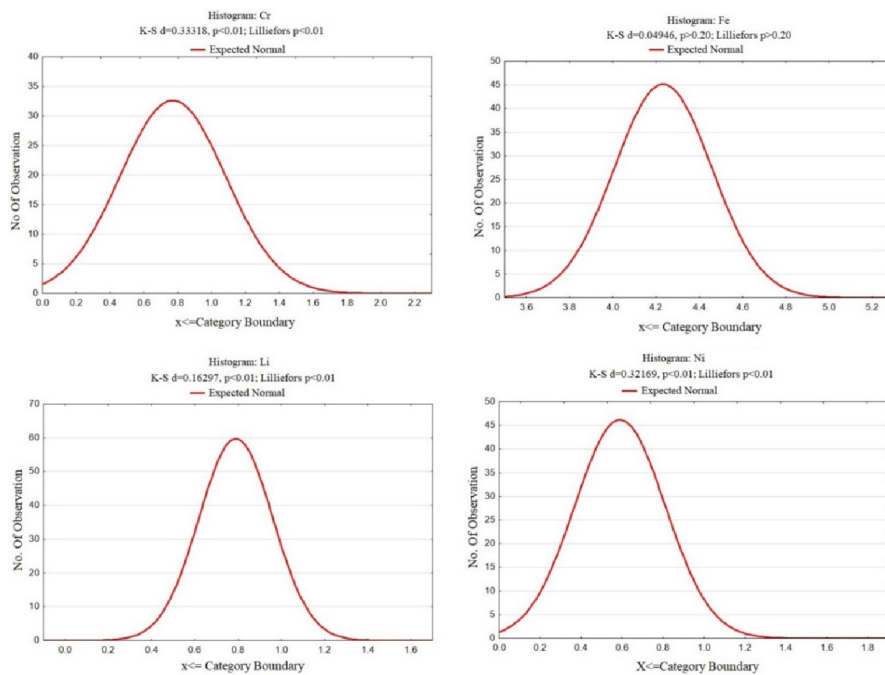 Histogram: Cr
K-S d=0.33318, p<0.01; Lilliefors p<0.01
Expected Normal
No Of Observation
40
35
30
25
20
15
10
5
0
0.0 0.2 0.4 0.6 0.8 1.0 1.2 1.4 1.6 1.8 2.0 2.2
x<=Category Boundary
Histogram: Fe
K-S d=0.04946, p>0.20; Lilliefors p>0.20
Expected Normal
No. Of Observation
50
45
40
35
30
25
20
15
10
5
0
3.6 3.8 4.0 4.2 4.4 4.6 4.8 5.0 5.2
x<= Category Boundary
Histogram: Li
K-S d=0.16297, p<0.01; Lilliefors p<0.01
Expected Normal
No. Of Observation
70
60
50
40
30
20
10
0
0.0 0.2 0.4 0.6 0.8 1.0 1.2 1.4 1.6
x<= Category Boundary
Histogram: Ni
K-S d=0.32169, p<0.01; Lilliefors p<0.01
Expected Normal
No. Of Observation
50
45
40
35
30
25
20
15
10
5
0
0.0 0.2 0.4 0.6 0.8 1.0 1.2 1.4 1.6 1.8
X<=Category Boundary